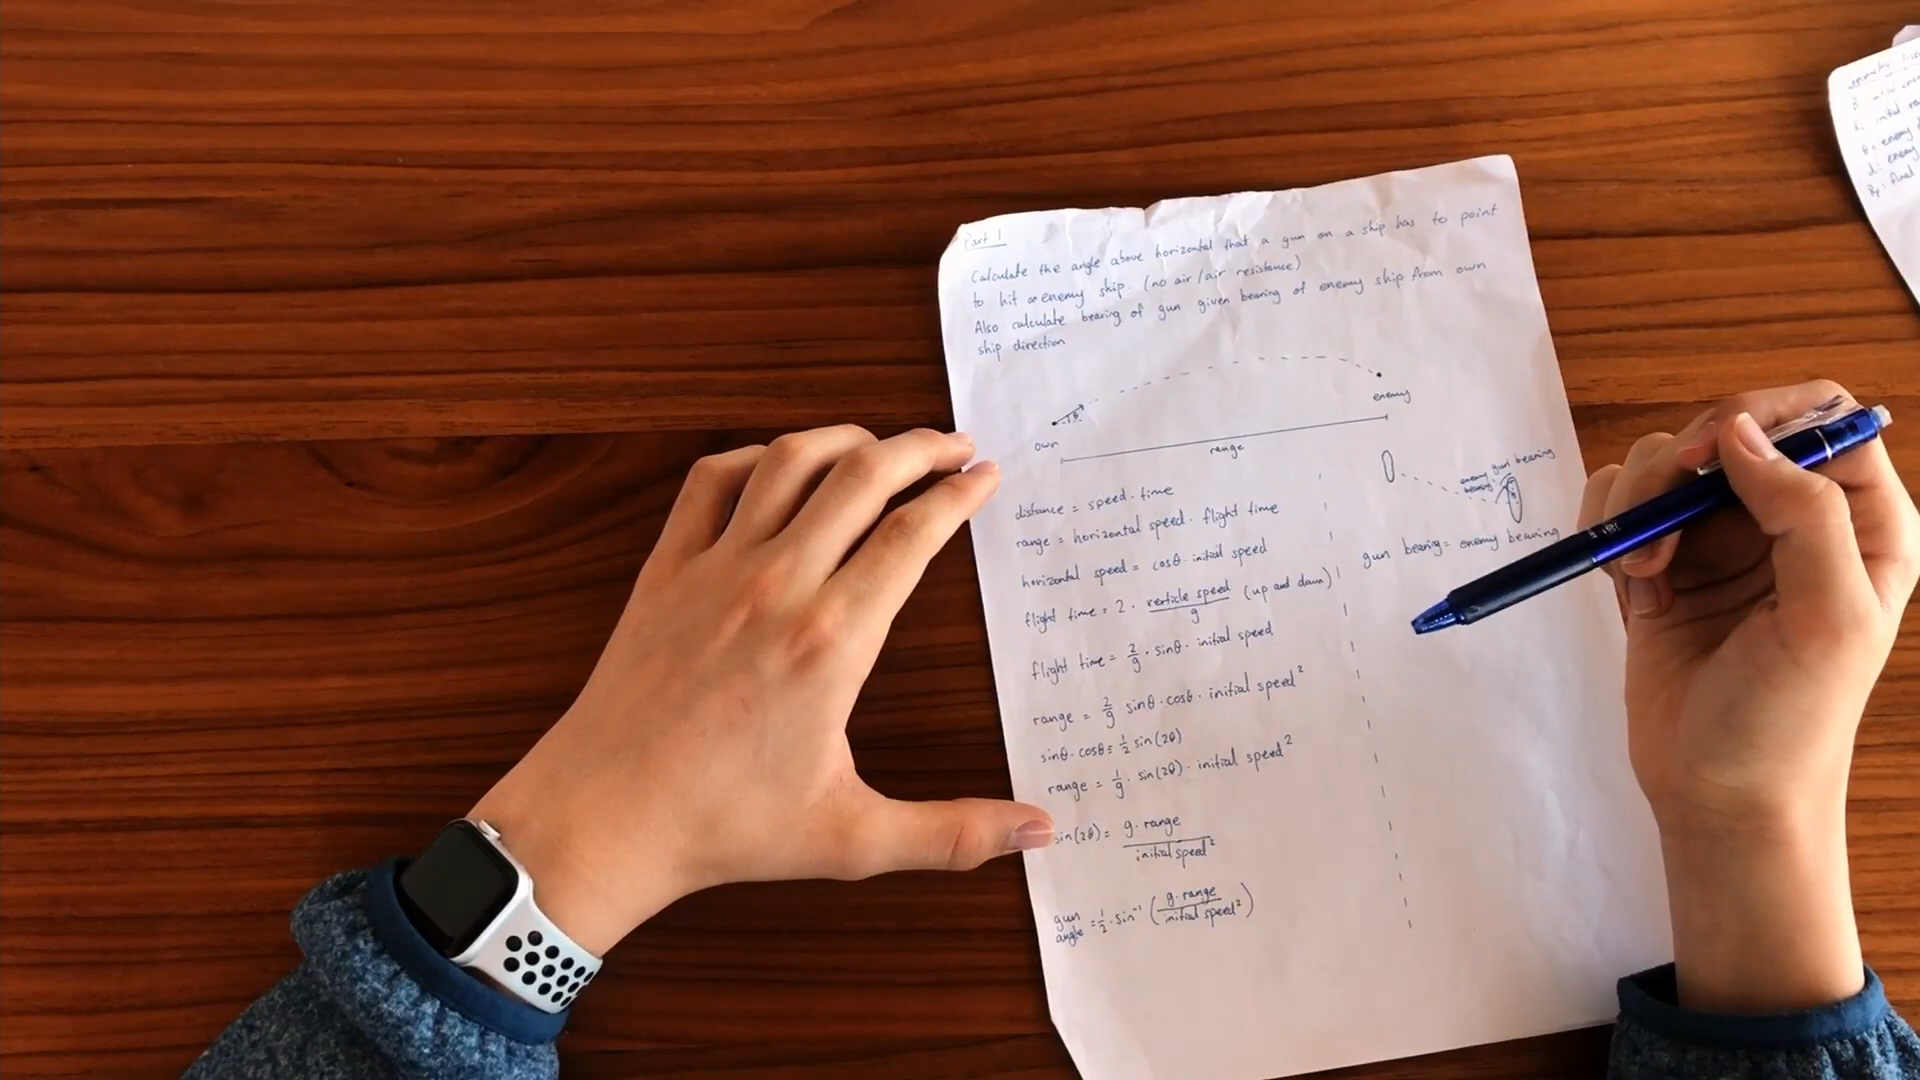 Part 1
Calculate the angle above horizontal that a gun on a ship has to point
to hit enemy ship. (no air/air resistance)
Also calculate bearing of gun given bearing of enemy ship from own
ship direction
θ
own
enemy
range
distance = speed · time
range = horizontal speed · flight time
horizontal speed = cosθ · initial speed
flight time = 2 · verticle speed / g (up and down)
flight time = 2/g · sinθ · initial speed
range = 2/g sinθ · cosθ · initial speed²
sinθ · cosθ ≡ 1/2 sin(2θ)
range = 1/g · sin(2θ) · initial speed²
sin(2θ) = g · range / initial speed²
gun angle = 1/2 · sin⁻¹ (g · range / initial speed²)
enemy bearing
gun bearing
gun bearing = enemy bearing
initial
enemy
enemy